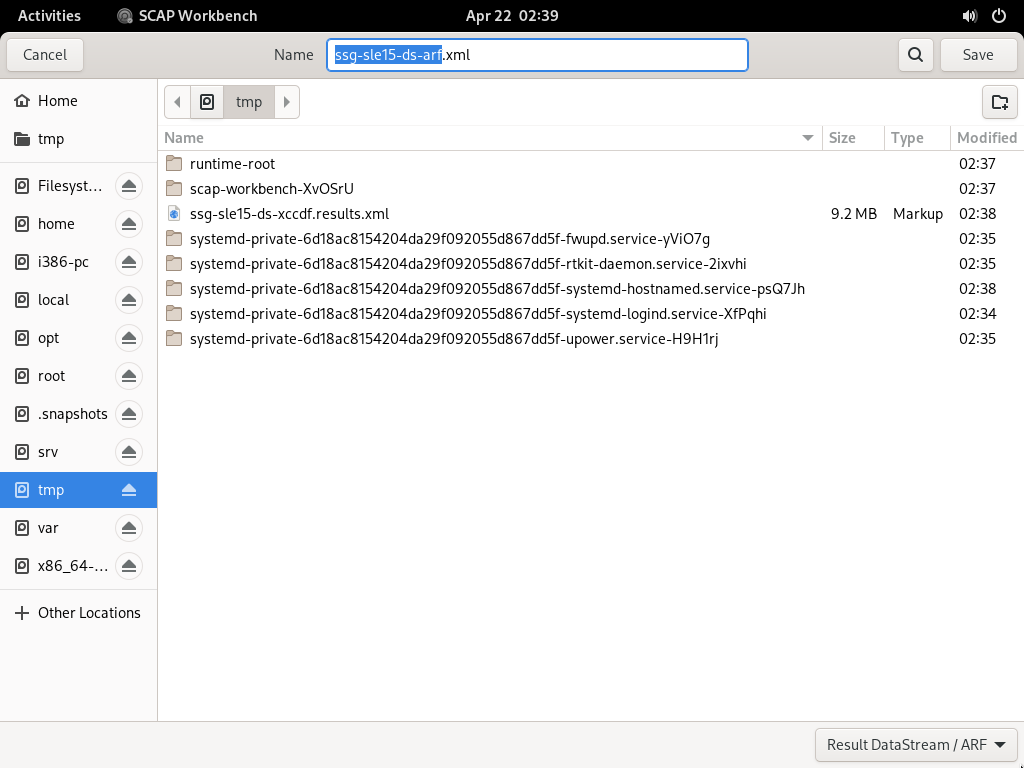 Activities SCAP Workbench Apr 22 02:39
Cancel Name ssg-sle15-ds-arf.xml Save
Home
tmp
Filesyst...
home
i386-pc
local
opt
root
.snapshots
srv
tmp
var
x86_64-...
Other Locations
tmp
Name Size Type Modified
runtime-root 02:37
scap-workbench-XvOSrU 02:37
ssg-sle15-ds-xccdf.results.xml 9.2 MB Markup 02:38
systemd-private-6d18ac8154204da29f092055d867dd5f-fwupd.service-yViO7g 02:35
systemd-private-6d18ac8154204da29f092055d867dd5f-rtkit-daemon.service-2ixvhi 02:35
systemd-private-6d18ac8154204da29f092055d867dd5f-systemd-hostnamed.service-psQ7Jh 02:38
systemd-private-6d18ac8154204da29f092055d867dd5f-systemd-logind.service-XfPqhi 02:34
systemd-private-6d18ac8154204da29f092055d867dd5f-upower.service-H9H1rj 02:35
Result DataStream / ARF